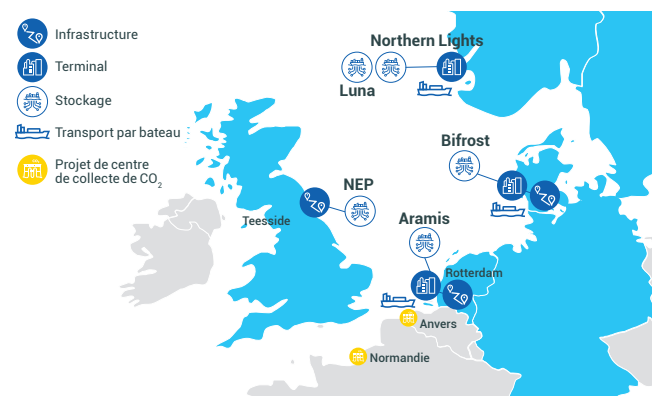 Infrastructure
Terminal
Stockage
Transport par bateau
Projet de centre
de collecte de CO₂
Northern Lights
Luna
Bifrost
NEP
Teesside
Aramis
Rotterdam
Anvers
Normandie